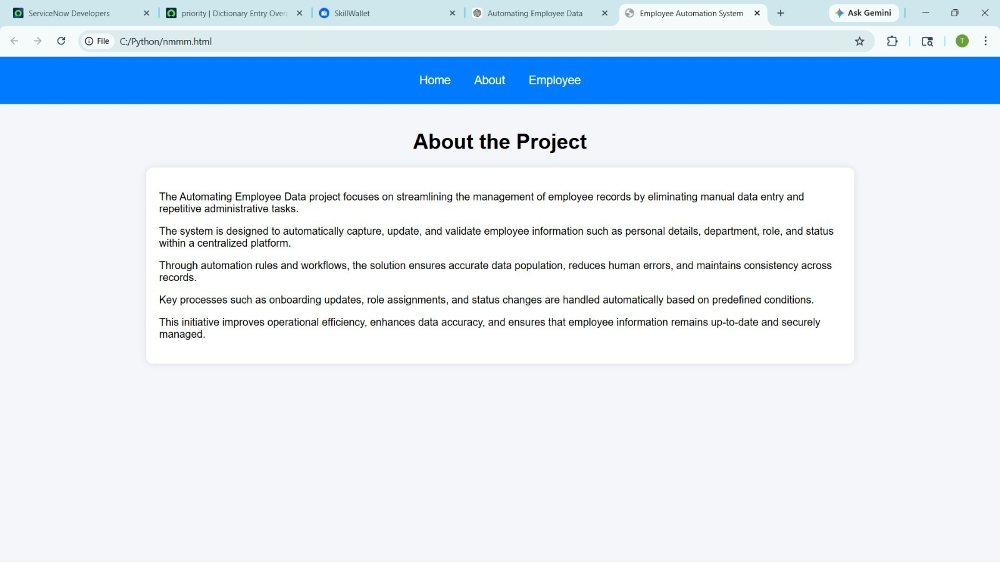 ServiceNow Developers
priority | Dictionary Entry Over
SkillWallet
Automating Employee Data
Employee Automation System
Ask Gemini
File
C:/Python/nmmm.html
T
Home
About
Employee
About the Project
The Automating Employee Data project focuses on streamlining the management of employee records by eliminating manual data entry and
repetitive administrative tasks.
The system is designed to automatically capture, update, and validate employee information such as personal details, department, role, and status
within a centralized platform.
Through automation rules and workflows, the solution ensures accurate data population, reduces human errors, and maintains consistency across
records.
Key processes such as onboarding updates, role assignments, and status changes are handled automatically based on predefined conditions.
This initiative improves operational efficiency, enhances data accuracy, and ensures that employee information remains up-to-date and securely
managed.